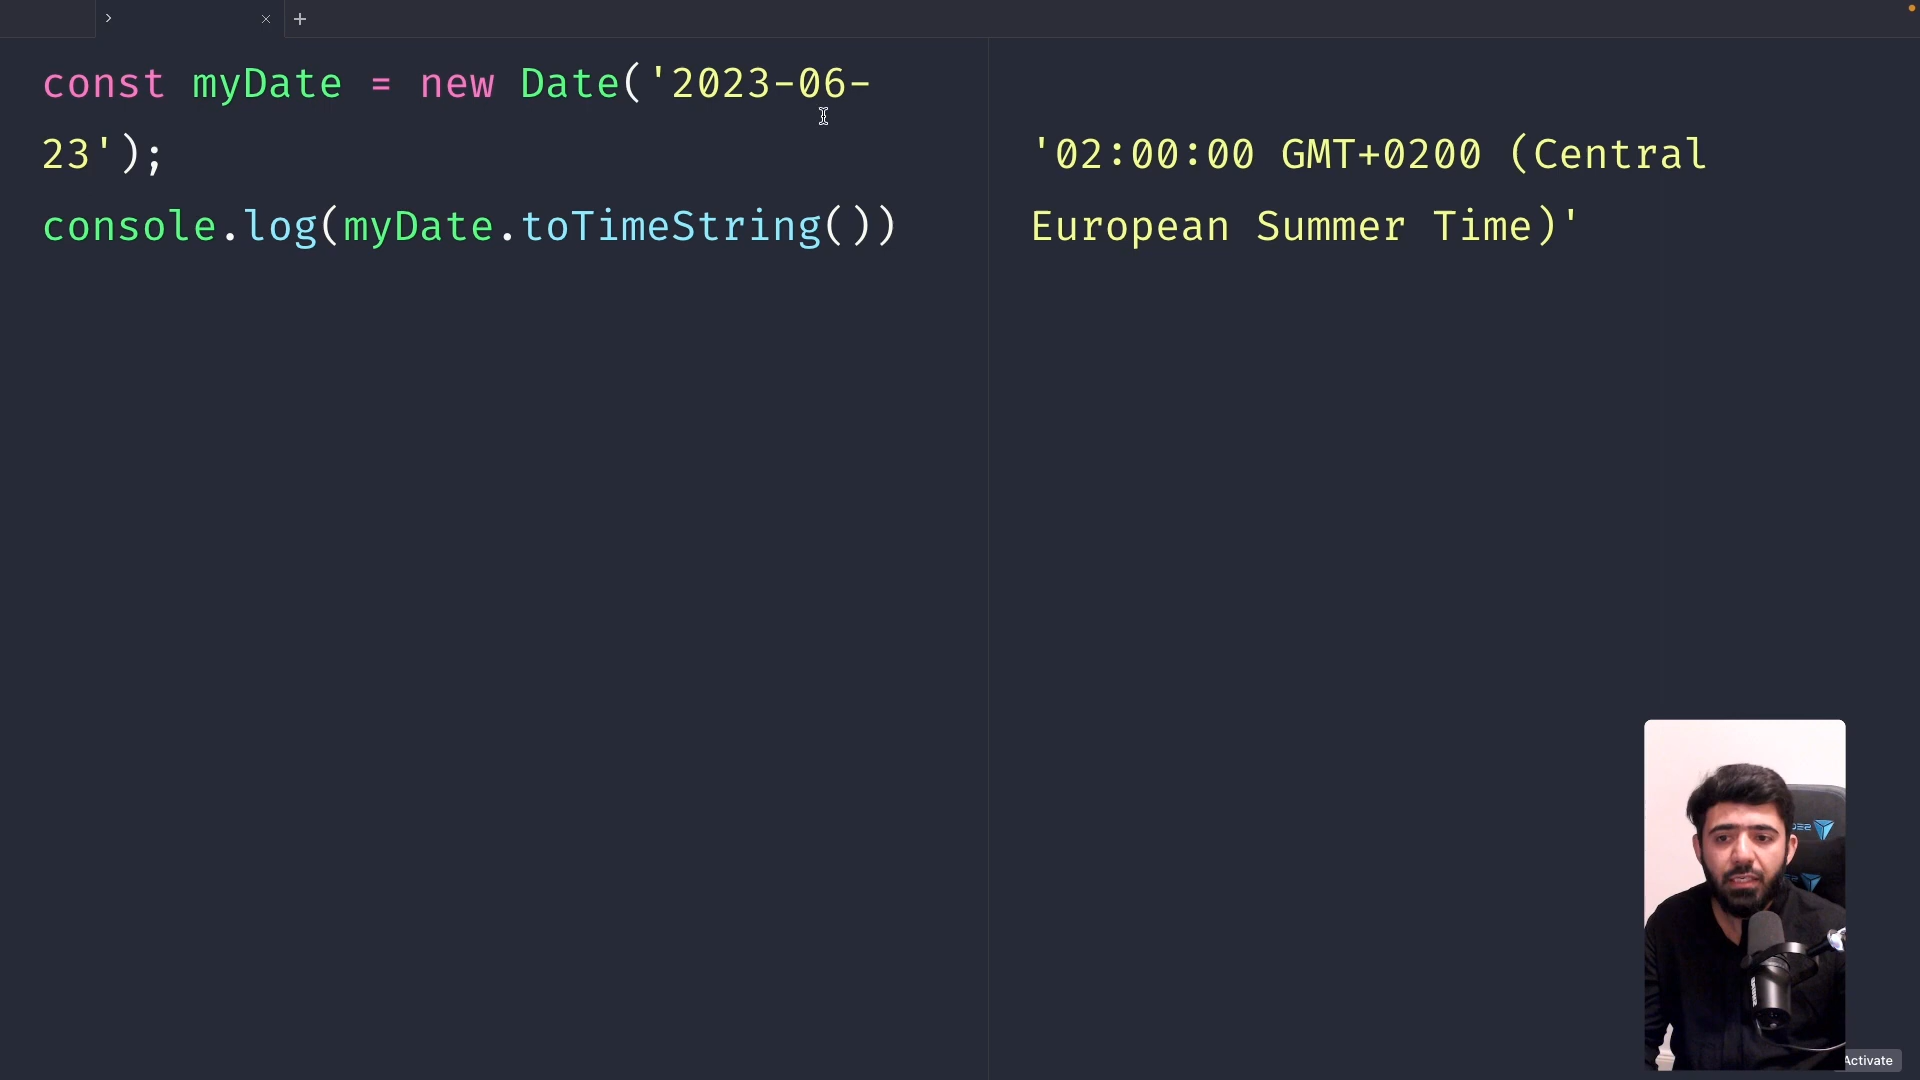 const myDate = new Date('2023-06-
23');
console.log(myDate.toTimeString())
'02:00:00 GMT+0200 (Central
European Summer Time)'
Activate